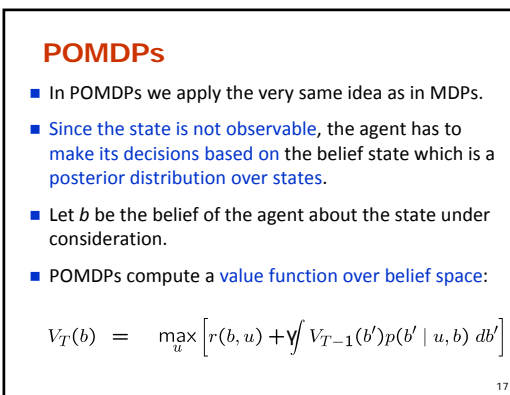 POMDPs
■ In POMDPs we apply the very same idea as in MDPs.
■ Since the state is not observable, the agent has to
make its decisions based on the belief state which is a
posterior distribution over states.
■ Let b be the belief of the agent about the state under
consideration.
■ POMDPs compute a value function over belief space:
V_T(b) = max_u [r(b, u) + γ∫ V_{T−1}(b′)p(b′ | u, b) db′]
17